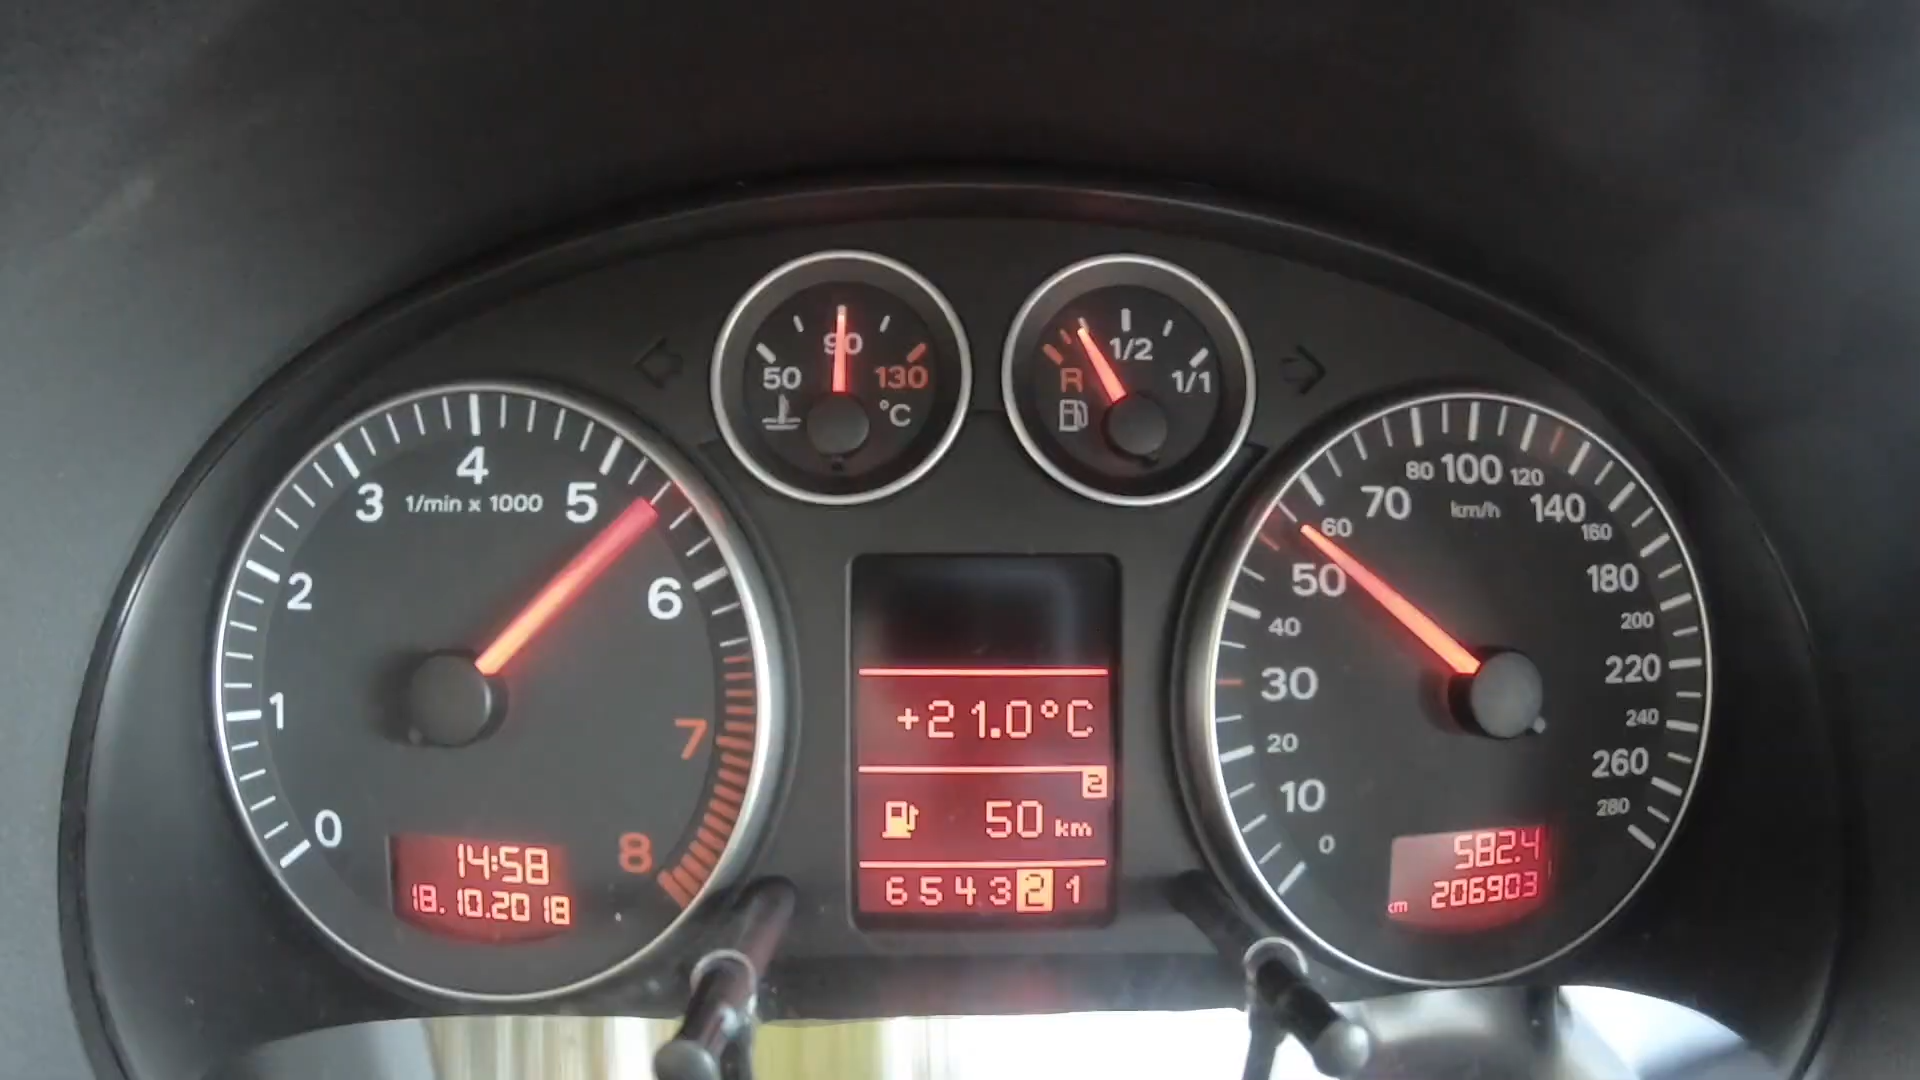 50 90 130
°C
R 1/2 1/1
0 1 2 3 4 5 6 7 8
1/min x 1000
14:58
18.10.2018
+21.0°C
2
50 km
6 5 4 3 2 1
0 10 20 30 40 50 60 70 80 100 120 140 160 180 200 220 240 260 280
km/h
582.4
km 206903